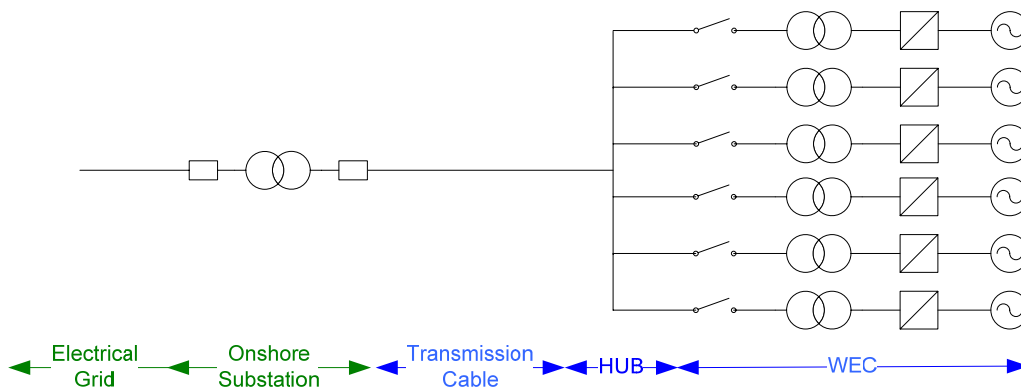 Electrical
Grid
Onshore
Substation
Transmission
Cable
HUB
WEC